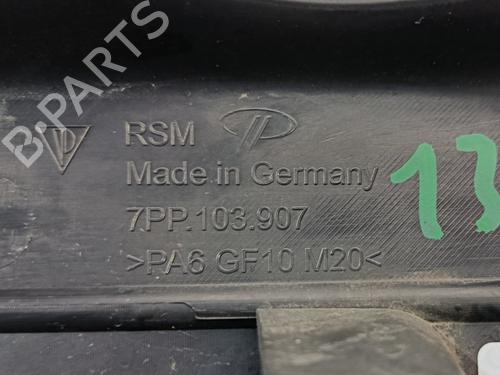 B-PARTS
RSM
Made in Germany
7PP.103.907
>PA6 GF10 M20<
13